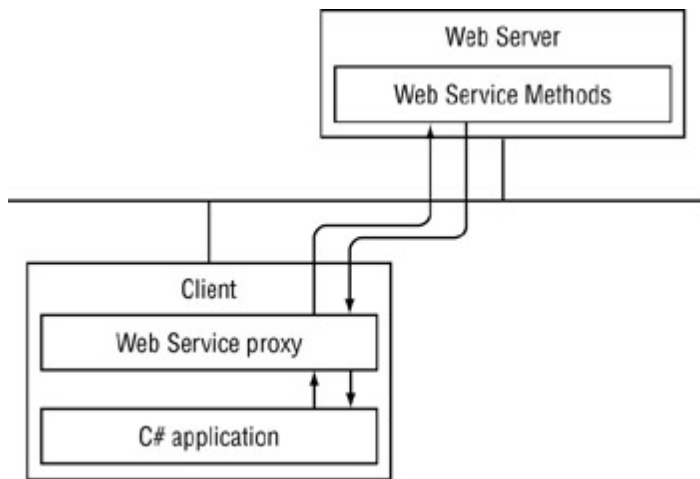 Web Server
Web Service Methods
Client
Web Service proxy
C# application